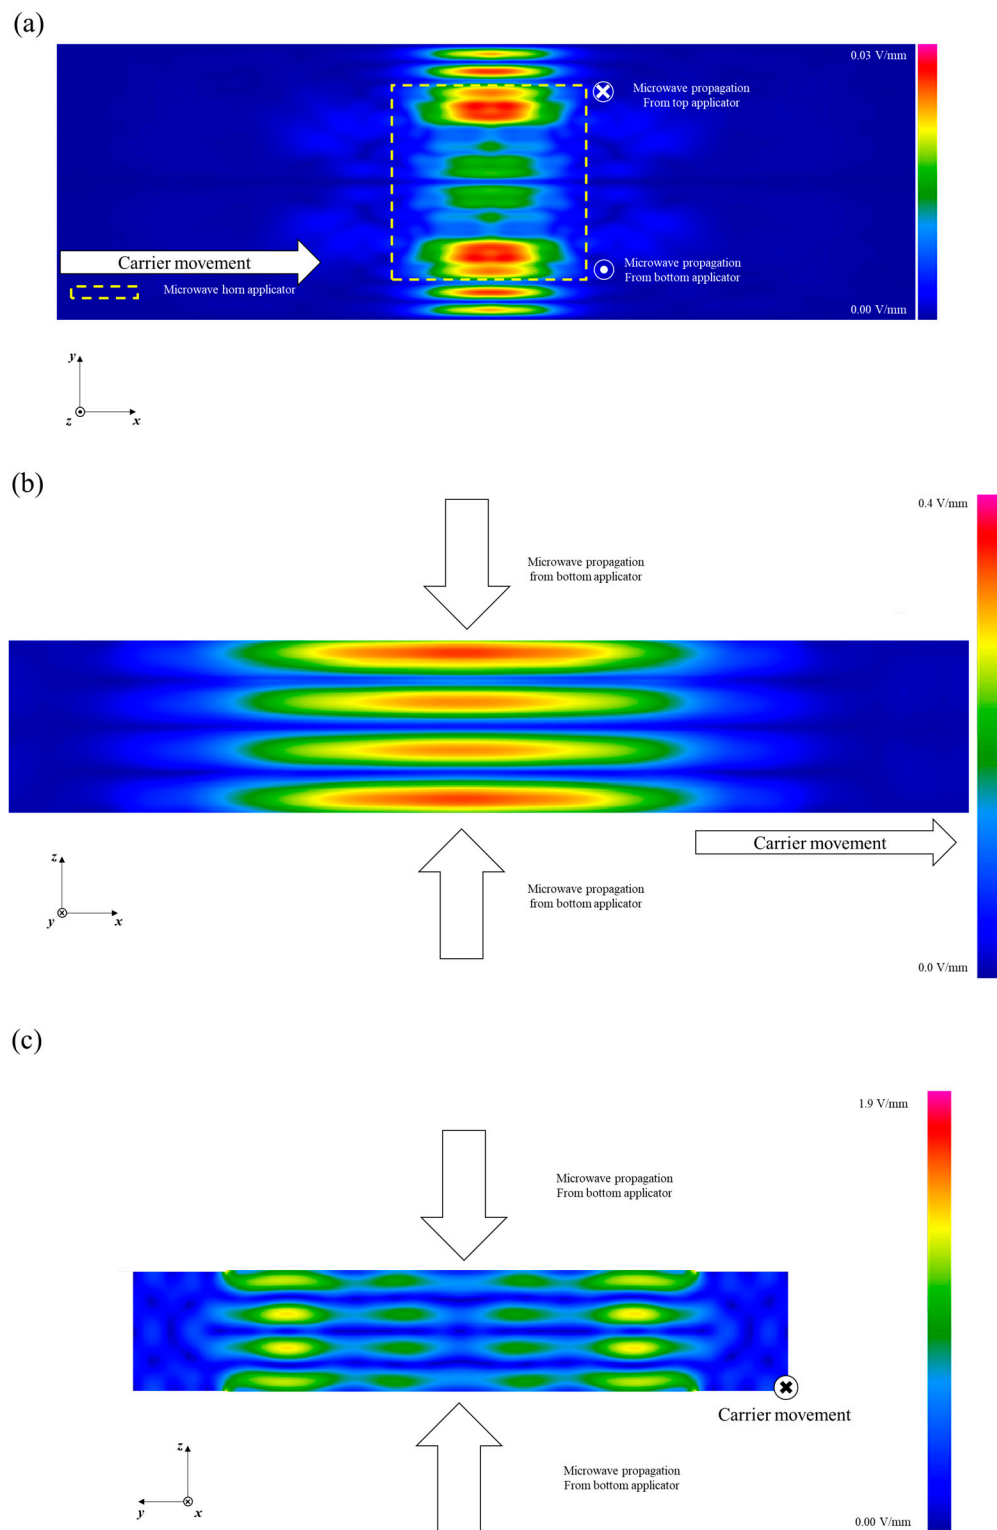 (a)
0.03 V/mm
Microwave propagation
From top applicator
Carrier movement
Microwave horn applicator
Microwave propagation
From bottom applicator
0.00 V/mm
y
z
x
(b)
0.4 V/mm
Microwave propagation
from bottom applicator
Carrier movement
z
y
x
Microwave propagation
from bottom applicator
0.0 V/mm
(c)
1.9 V/mm
Microwave propagation
From bottom applicator
Carrier movement
z
y
x
Microwave propagation
From bottom applicator
0.00 V/mm